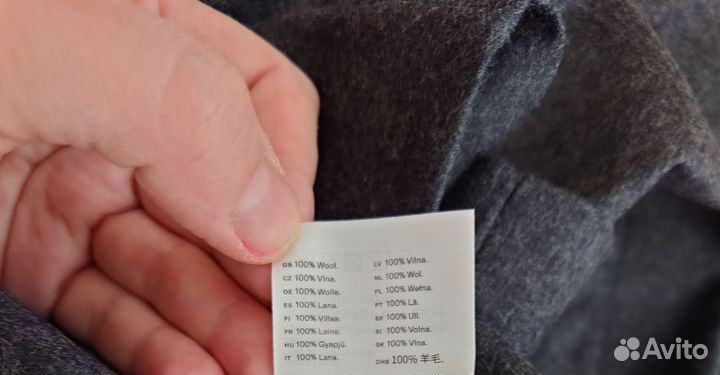 GB 100% Wool.
CZ 100% Vlna.
DE 100% Wolle.
ES 100% Lana.
FI 100% Villaa.
FR 100% Laine.
HU 100% Gyapjú.
IT 100% Lana.
LV 100% Vilna.
NL 100% Wol.
PL 100% Wełna.
PT 100% Lã.
SE 100% Ull.
SI 100% Volna.
SK 100% Vlna.
CHS 100% 羊毛.
Avito